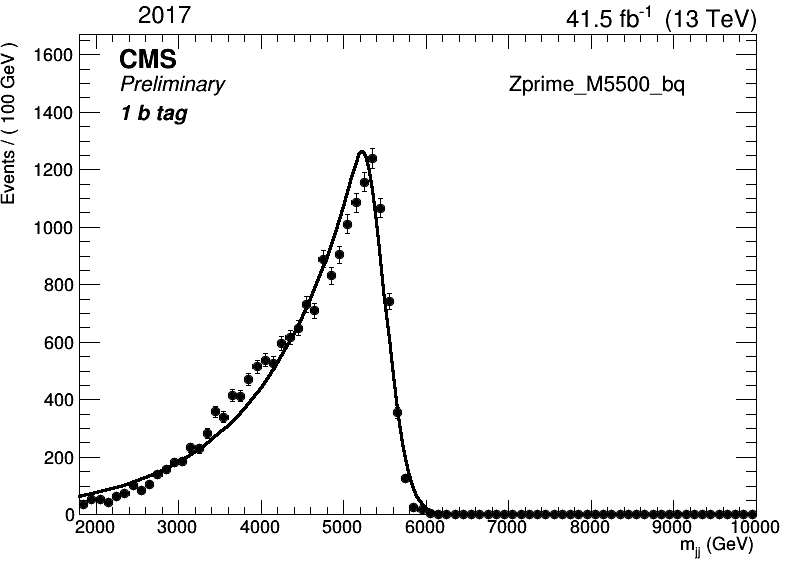 2017
41.5 fb-1 (13 TeV)
CMS
Preliminary
1 b tag
Zprime_M5500_bq
Events / ( 100 GeV )
1600
1400
1200
1000
800
600
400
200
0
2000 3000 4000 5000 6000 7000 8000 9000 10000
mjj (GeV)